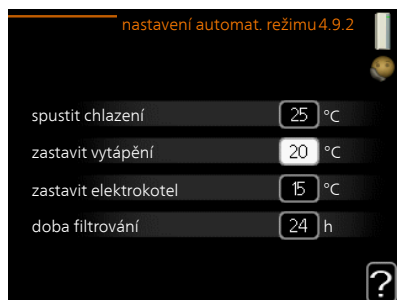 nastavení automat. režimu 4.9.2
spustit chlazení 25 °C
zastavit vytápění 20 °C
zastavit elektrokotel 15 °C
doba filtrování 24 h
?